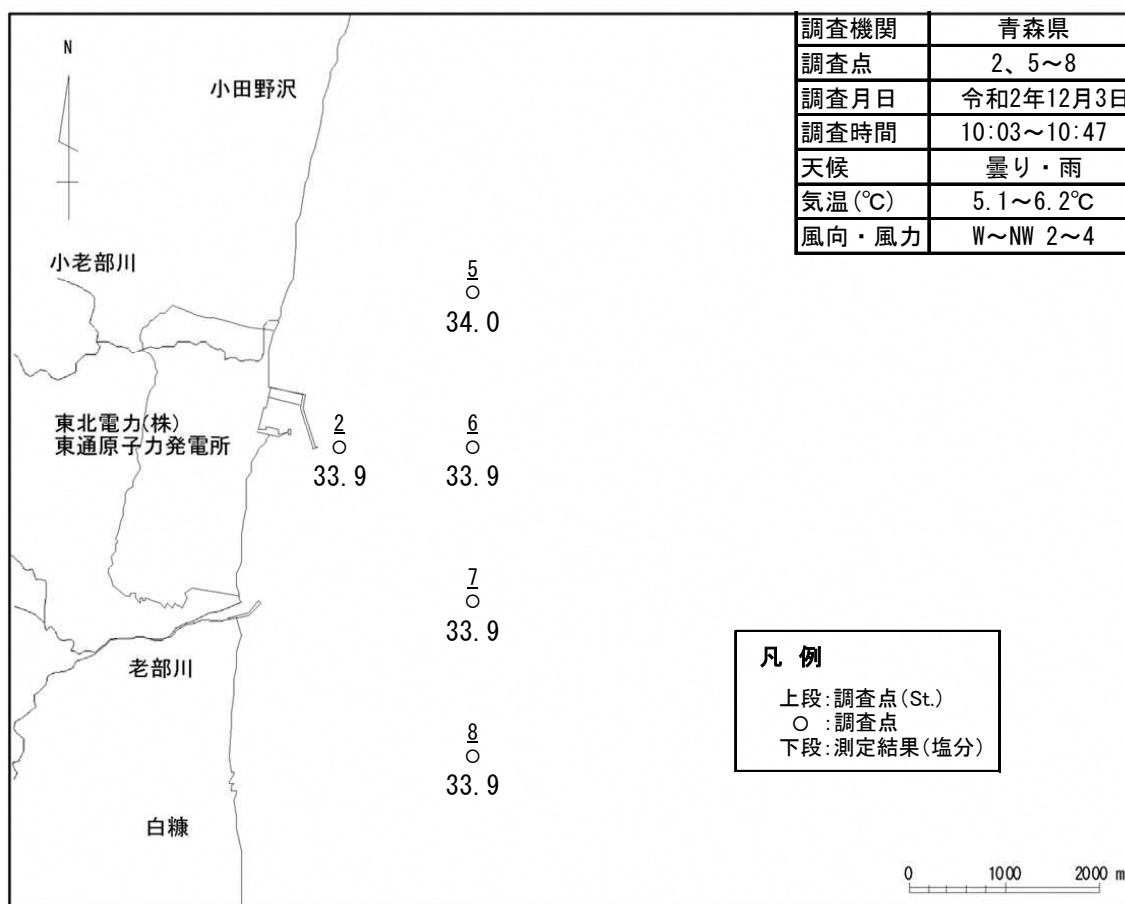 調査機関 青森県
調査点 2、5～8
調査月日 令和2年12月3日
調査時間 10:03～10:47
天候 曇り・雨
気温(℃) 5.1～6.2℃
風向・風力 W～NW 2～4
N
小田野沢
小老部川
5
34.0
東北電力(株)
東通原子力発電所
2
33.9
6
33.9
7
33.9
老部川
8
33.9
白糠
凡 例
上段:調査点(St.)
○ :調査点
下段:測定結果(塩分)
0 1000 2000 m